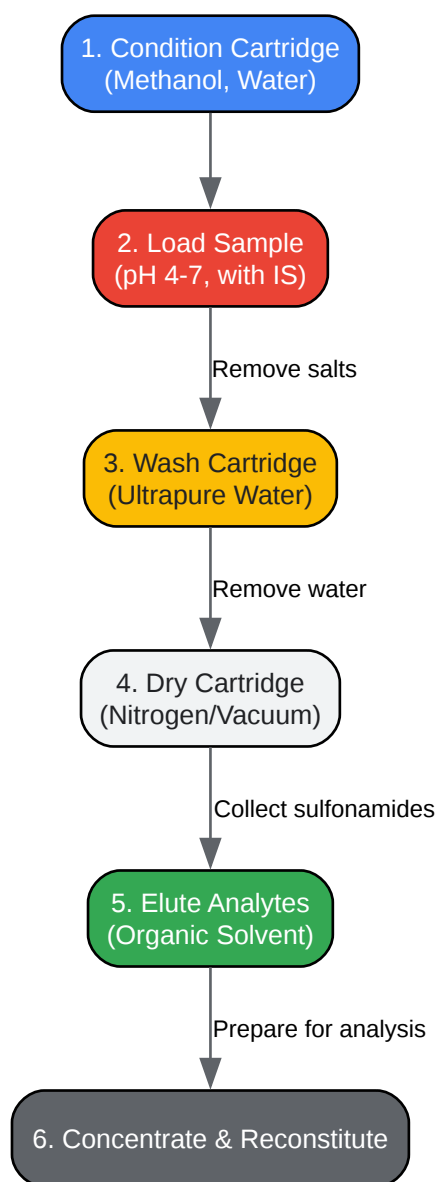 1. Condition Cartridge
(Methanol, Water)
2. Load Sample
(pH 4-7, with IS)
Remove salts
3. Wash Cartridge
(Ultrapure Water)
Remove water
4. Dry Cartridge
(Nitrogen/Vacuum)
Collect sulfonamides
5. Elute Analytes
(Organic Solvent)
Prepare for analysis
6. Concentrate & Reconstitute